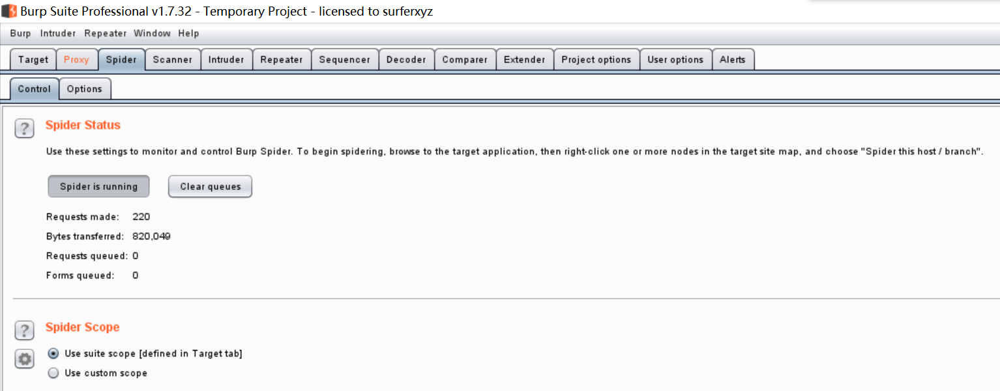 Burp Suite Professional v1.7.32 - Temporary Project - licensed to surferxyz
Burp Intruder Repeater Window Help
Target Proxy Spider Scanner Intruder Repeater Sequencer Decoder Comparer Extender Project options User options Alerts
Control Options
? Spider Status
Use these settings to monitor and control Burp Spider. To begin spidering, browse to the target application, then right-click one or more nodes in the target site map, and choose "Spider this host / branch".
Spider is running Clear queues
Requests made: 220
Bytes transferred: 820,049
Requests queued: 0
Forms queued: 0
? Spider Scope
Use suite scope [defined in Target tab]
Use custom scope